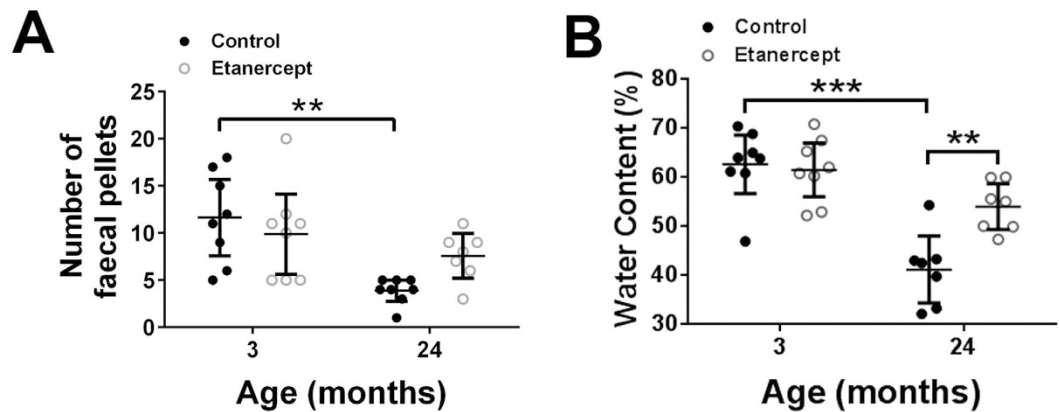 A
Control
Etanercept
**
Number of
faecal pellets
25
20
15
10
5
0
3
24
Age (months)
B
Control
Etanercept
***
**
Water Content (%)
80
70
60
50
40
30
3
24
Age (months)